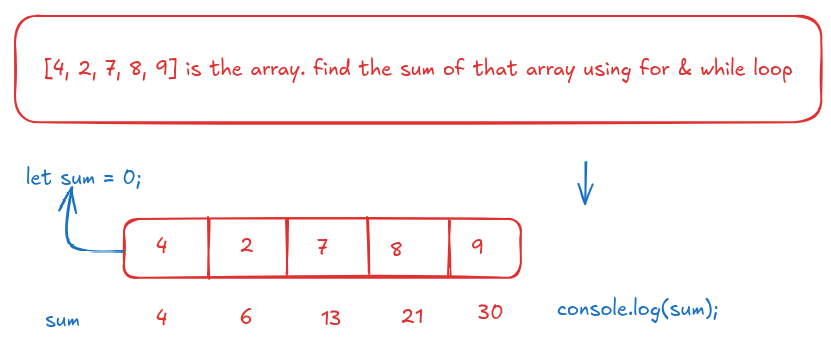 [4, 2, 7, 8, 9] is the array. find the sum of that array using for & while loop
let sum = 0;
4 2 7 8 9
sum 4 6 13 21 30
console.log(sum);